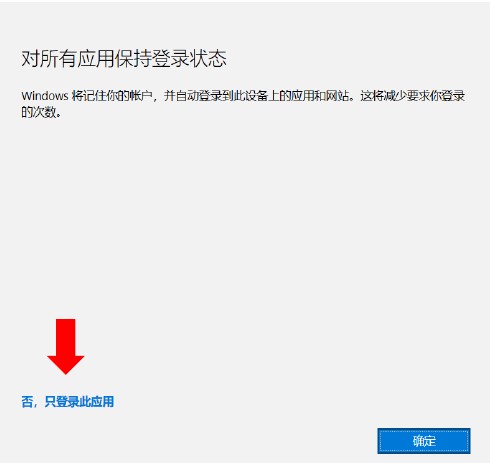 对所有应用保持登录状态
Windows 将记住你的帐户，并自动登录到此设备上的应用和网站。这将减少要求你登录
的次数。
否，只登录此应用
确定